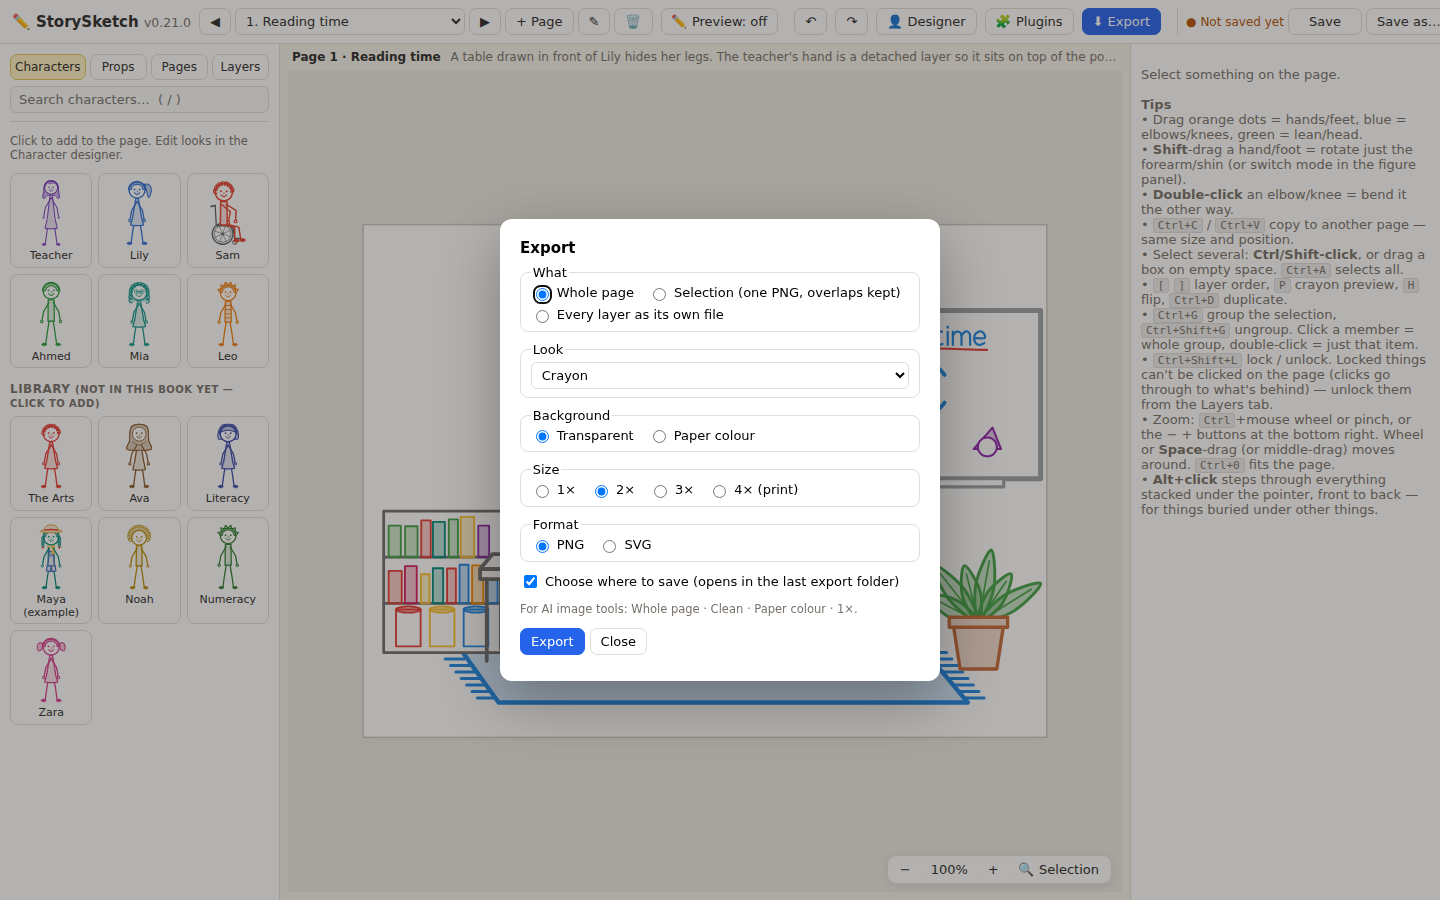 ✏️ StorySketch v0.21.0
◀ 1. Reading time ▶ + Page ✎ 🗑️ ✏️ Preview: off ↶ ↷ 👤 Designer 🧩 Plugins ⬇ Export ● Not saved yet Save Save as...
Characters Props Pages Layers
Search characters... ( / )
Click to add to the page. Edit looks in the
Character designer.
Teacher Lily Sam
Ahmed Mia Leo
LIBRARY (NOT IN THIS BOOK YET —
CLICK TO ADD)
The Arts Ava Literacy
Maya
(example)
Noah Numeracy
Zara
Page 1 · Reading time A table drawn in front of Lily hides her legs. The teacher's hand is a detached layer so it sits on top of the po...
time
Export
What
Whole page Selection (one PNG, overlaps kept)
Every layer as its own file
Look
Crayon
Background
Transparent Paper colour
Size
1× 2× 3× 4× (print)
Format
PNG SVG
Choose where to save (opens in the last export folder)
For AI image tools: Whole page · Clean · Paper colour · 1×.
Export Close
− 100% + 🔍 Selection
Select something on the page.
Tips
• Drag orange dots = hands/feet, blue =
elbows/knees, green = lean/head.
• Shift-drag a hand/foot = rotate just the
forearm/shin (or switch mode in the figure
panel).
• Double-click an elbow/knee = bend it
the other way.
• Ctrl+C / Ctrl+V copy to another page —
same size and position.
• Select several: Ctrl/Shift-click, or drag a
box on empty space. Ctrl+A selects all.
• [ ] layer order, P crayon preview, H
flip, Ctrl+D duplicate.
• Ctrl+G group the selection,
Ctrl+Shift+G ungroup. Click a member =
whole group, double-click = just that item.
• Ctrl+Shift+L lock / unlock. Locked things
can't be clicked on the page (clicks go
through to what's behind) — unlock them
from the Layers tab.
• Zoom: Ctrl+mouse wheel or pinch, or
the − + buttons at the bottom right. Wheel
or Space-drag (or middle-drag) moves
around. Ctrl+0 fits the page.
• Alt+click steps through everything
stacked under the pointer, front to back —
for things buried under other things.